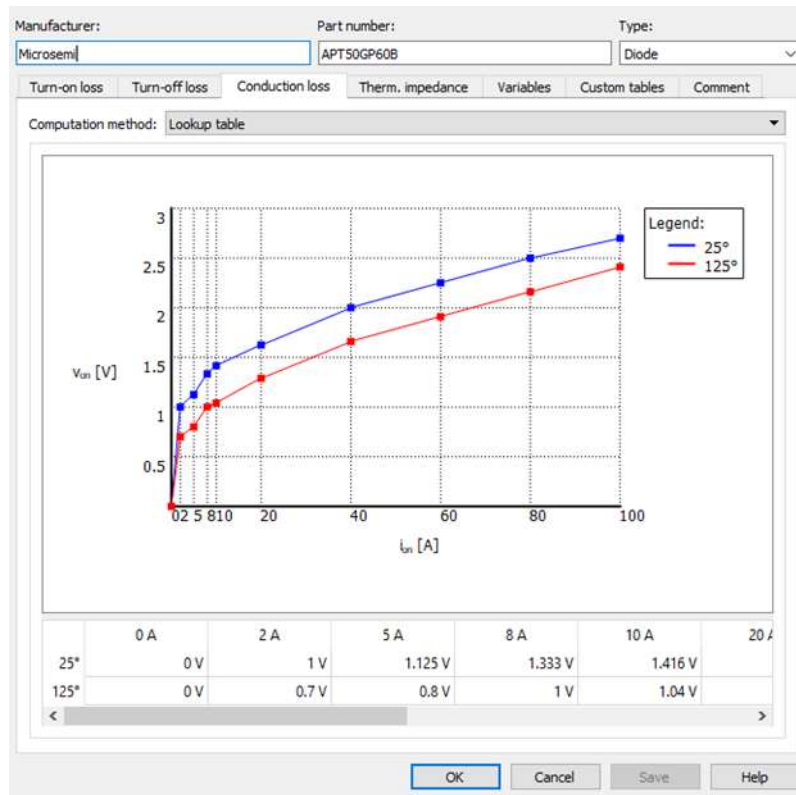 Manufacturer: Part number: Type:
Microsemi APT50GP60B Diode
Turn-on loss Turn-off loss Conduction loss Therm. impedance Variables Custom tables Comment
Computation method: Lookup table
3
Legend:
25°
125°
2.5
2
1.5
Vₒₙ [V]
1
0.5
0 2 5 8 10 20 40 60 80 100
iₒₙ [A]
0 A 2 A 5 A 8 A 10 A 20 A
25° 0 V 1 V 1.125 V 1.333 V 1.416 V
125° 0 V 0.7 V 0.8 V 1 V 1.04 V
OK Cancel Save Help